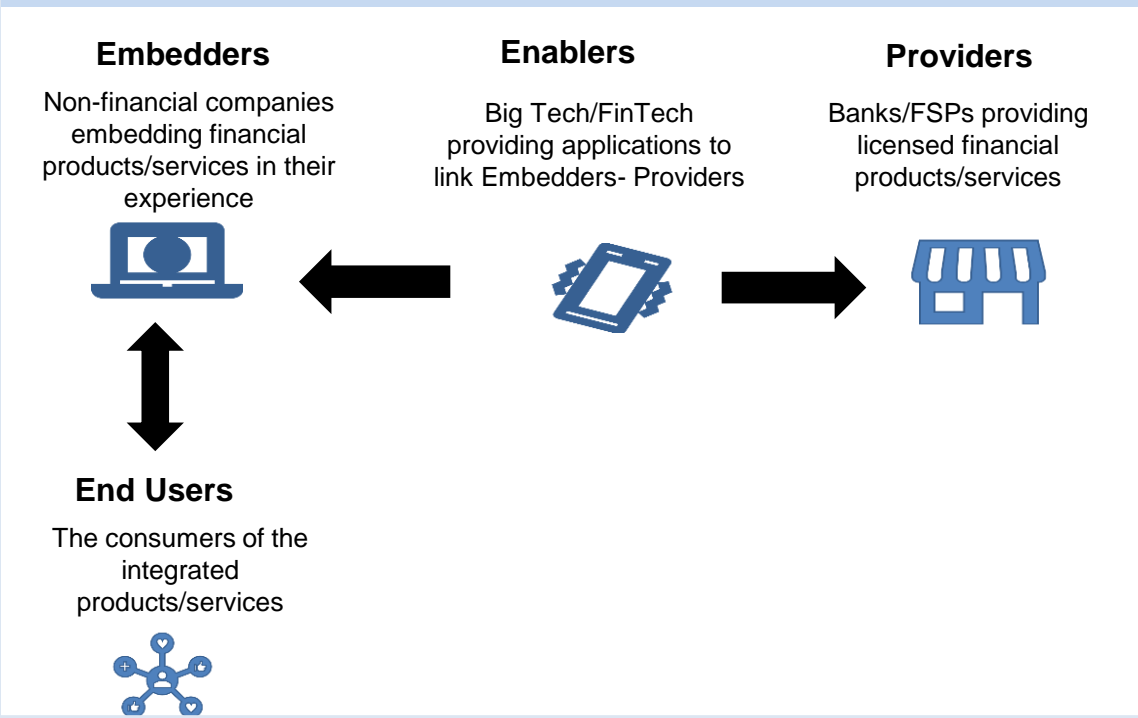 Embedders
Non-financial companies
embedding financial
products/services in their
experience
Enablers
Big Tech/FinTech
providing applications to
link Embedders- Providers
Providers
Banks/FSPs providing
licensed financial
products/services
End Users
The consumers of the
integrated
products/services